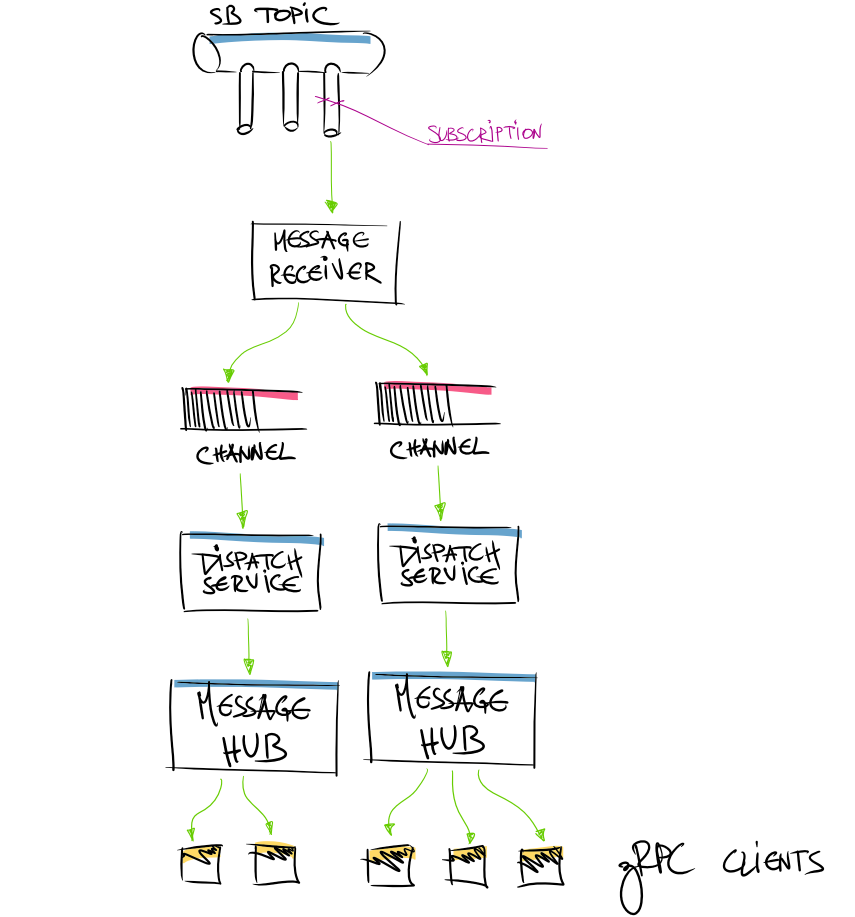 SB TOPIC
SUBSCRIPTION
MESSAGE
RECEIVER
CHANNEL
CHANNEL
DISPATCH
SERVICE
DISPATCH
SERVICE
MESSAGE
HUB
MESSAGE
HUB
gRPC CLIENTS